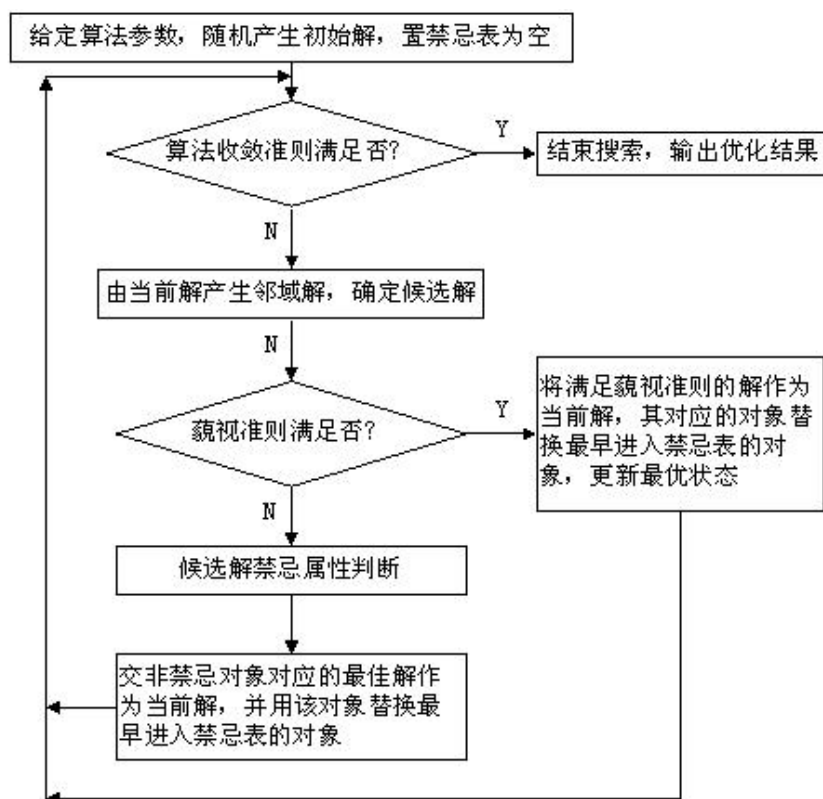 给定算法参数，随机产生初始解，置禁忌表为空
算法收敛准则满足否？
Y
结束搜索，输出优化结果
N
由当前解产生邻域解，确定候选解
N
藐视准则满足否？
Y
将满足藐视准则的解作为
当前解，其对应的对象替
换最早进入禁忌表的对
象，更新最优状态
N
候选解禁忌属性判断
交非禁忌对象对应的最佳解作
为当前解，并用该对象替换最
早进入禁忌表的对象